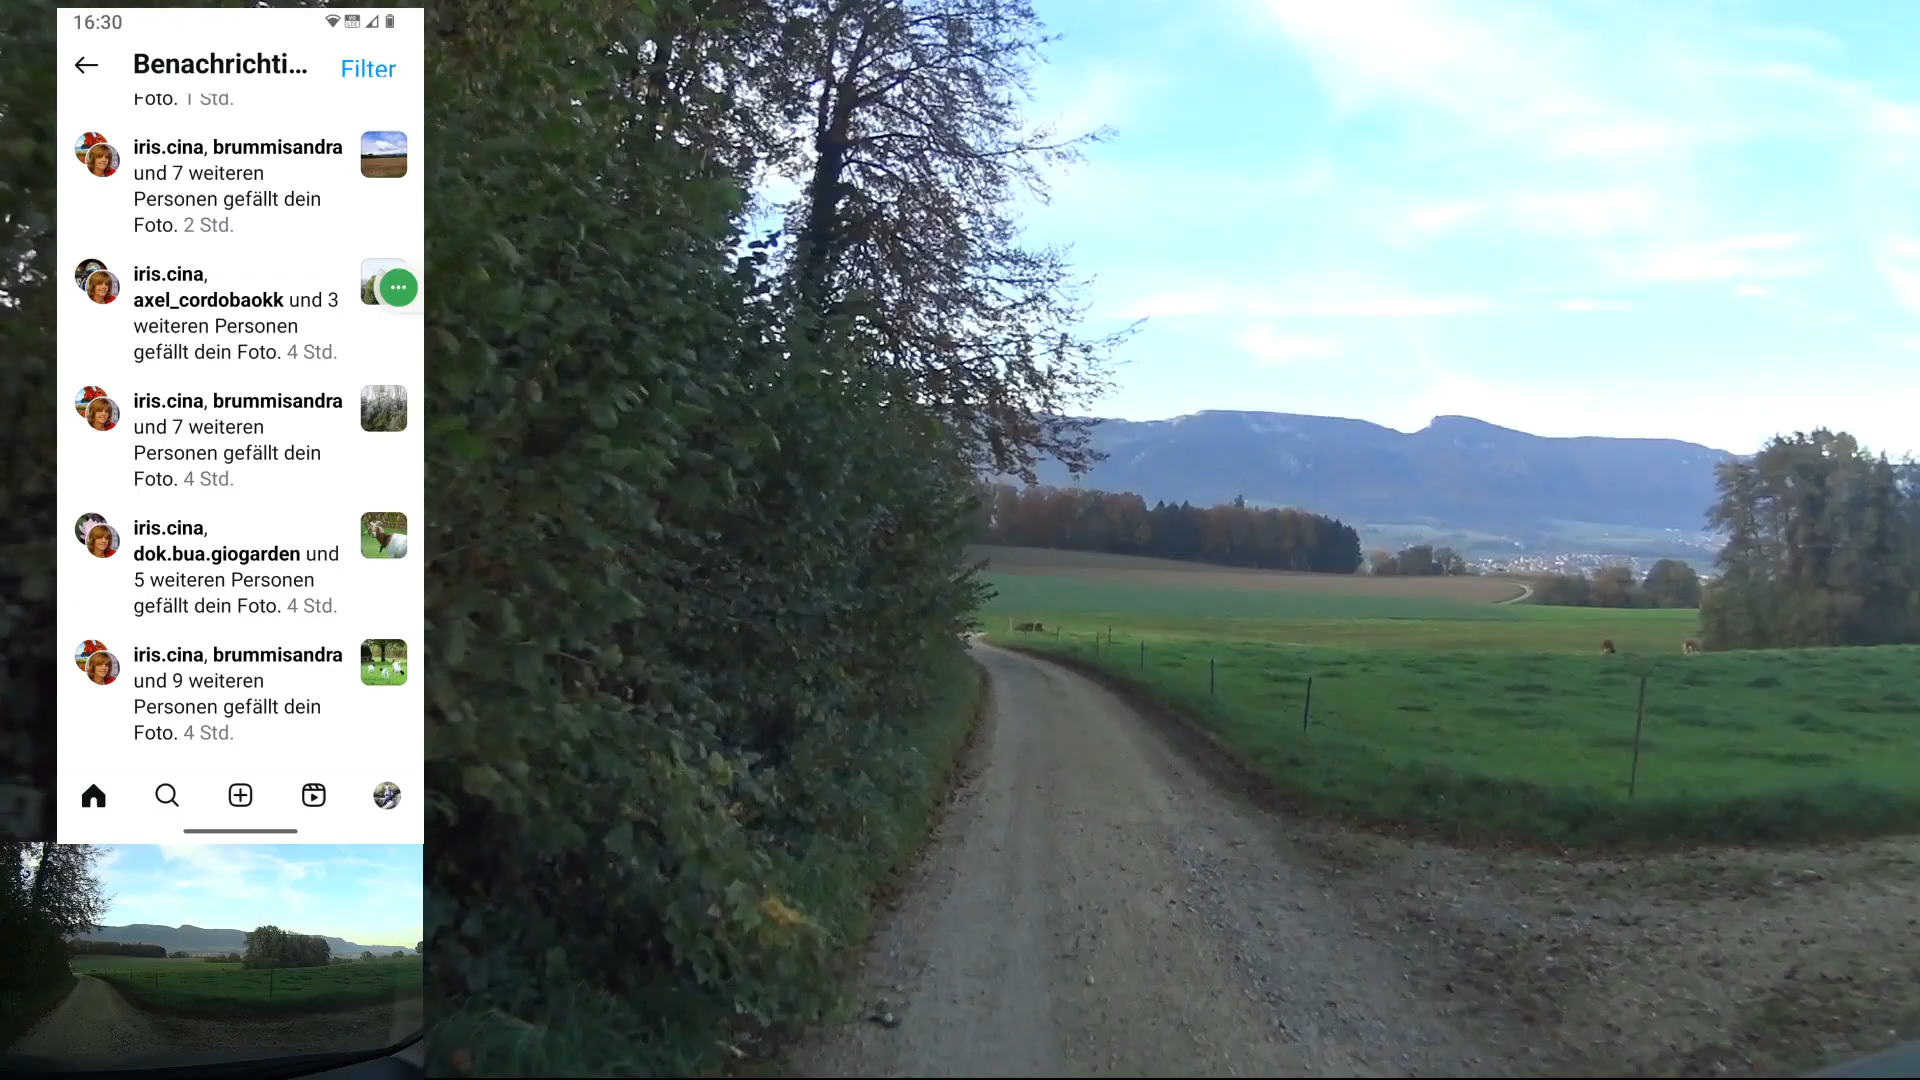 16:30
Benachrichti... Filter
Foto. 1 Std.
iris.cina, brummisandra
und 7 weiteren
Personen gefällt dein
Foto. 2 Std.
iris.cina,
axel_cordobaokk und 3
weiteren Personen
gefällt dein Foto. 4 Std.
iris.cina, brummisandra
und 7 weiteren
Personen gefällt dein
Foto. 4 Std.
iris.cina,
dok.bua.giogarden und
5 weiteren Personen
gefällt dein Foto. 4 Std.
iris.cina, brummisandra
und 9 weiteren
Personen gefällt dein
Foto. 4 Std.